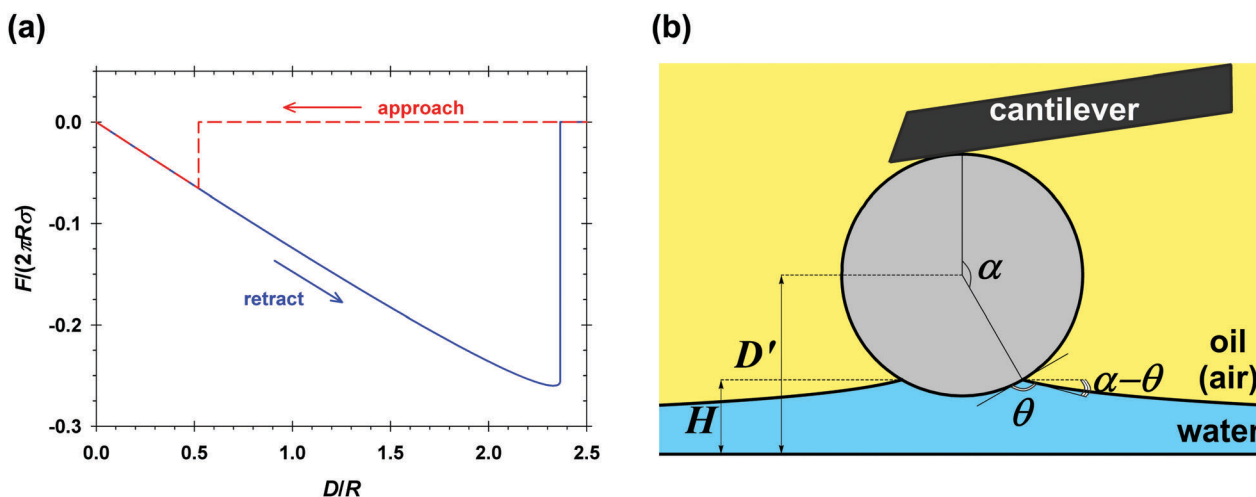 (a)
0.0
-0.1
-0.2
-0.3
F/(2πRσ)
approach
retract
0.0 0.5 1.0 1.5 2.0 2.5
D/R
(b)
cantilever
α
D'
H
θ
α−θ
oil
(air)
water